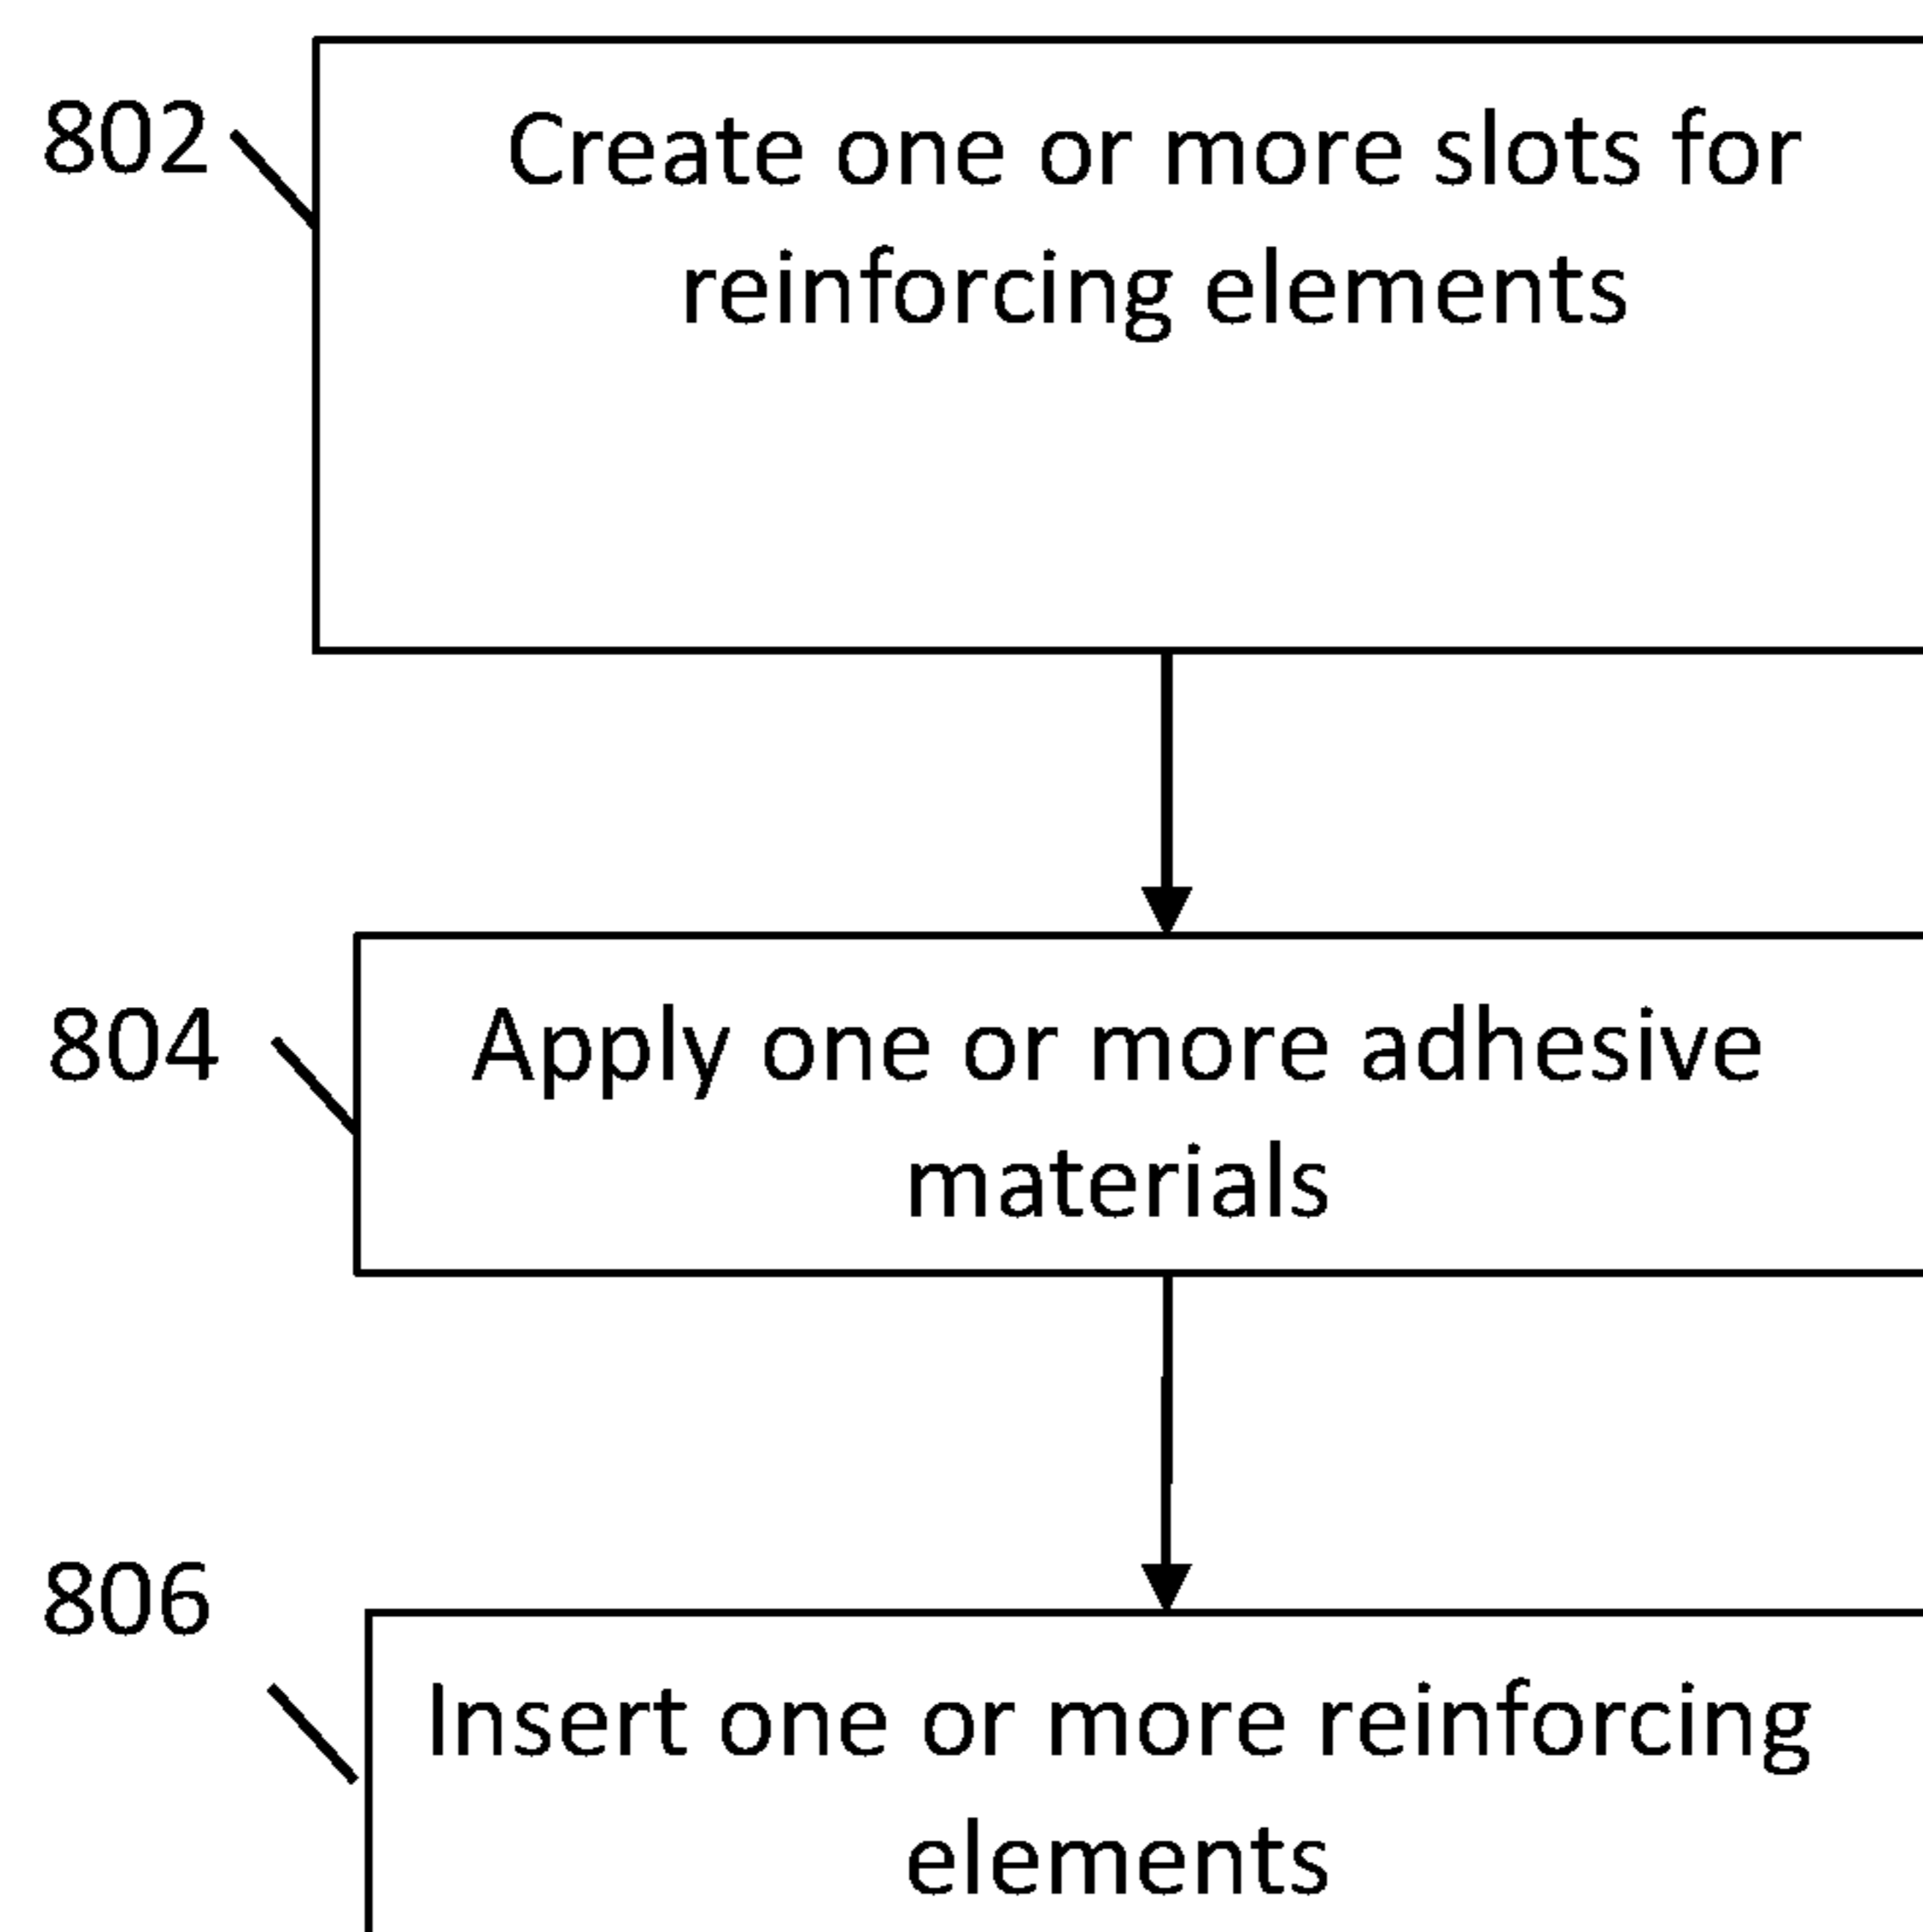 802
Create one or more slots for
reinforcing elements
804
Apply one or more adhesive
materials
806
Insert one or more reinforcing
elements